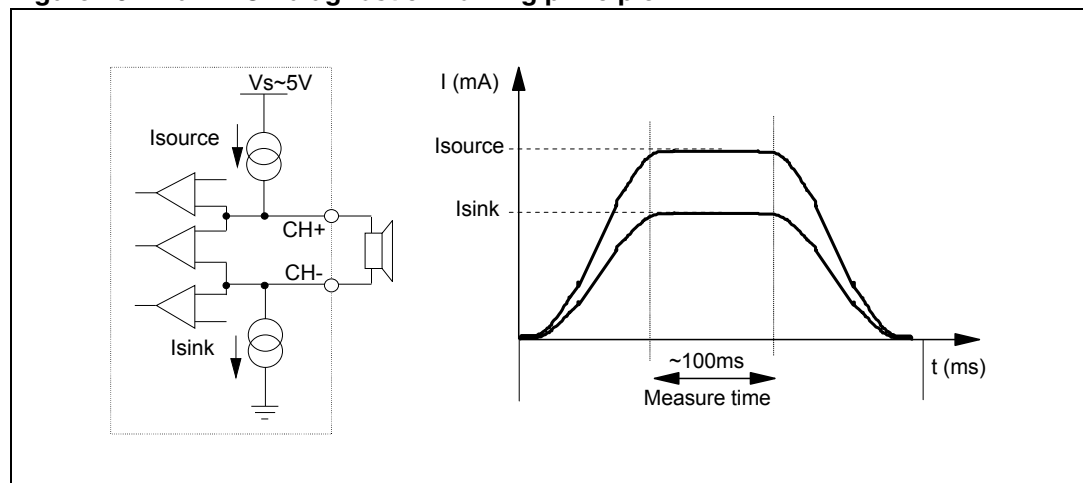 Vs~5V
Isource
CH+
CH-
Isink
I (mA)
Isource
Isink
~100ms
Measure time
t (ms)